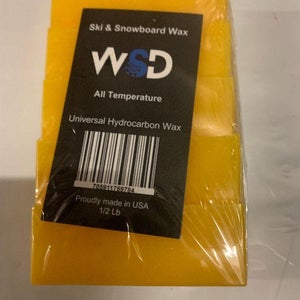 Ski & Snowboard Wax
WSD
All Temperature
Universal Hydrocarbon Wax
Proudly made in USA
1/2 Lb